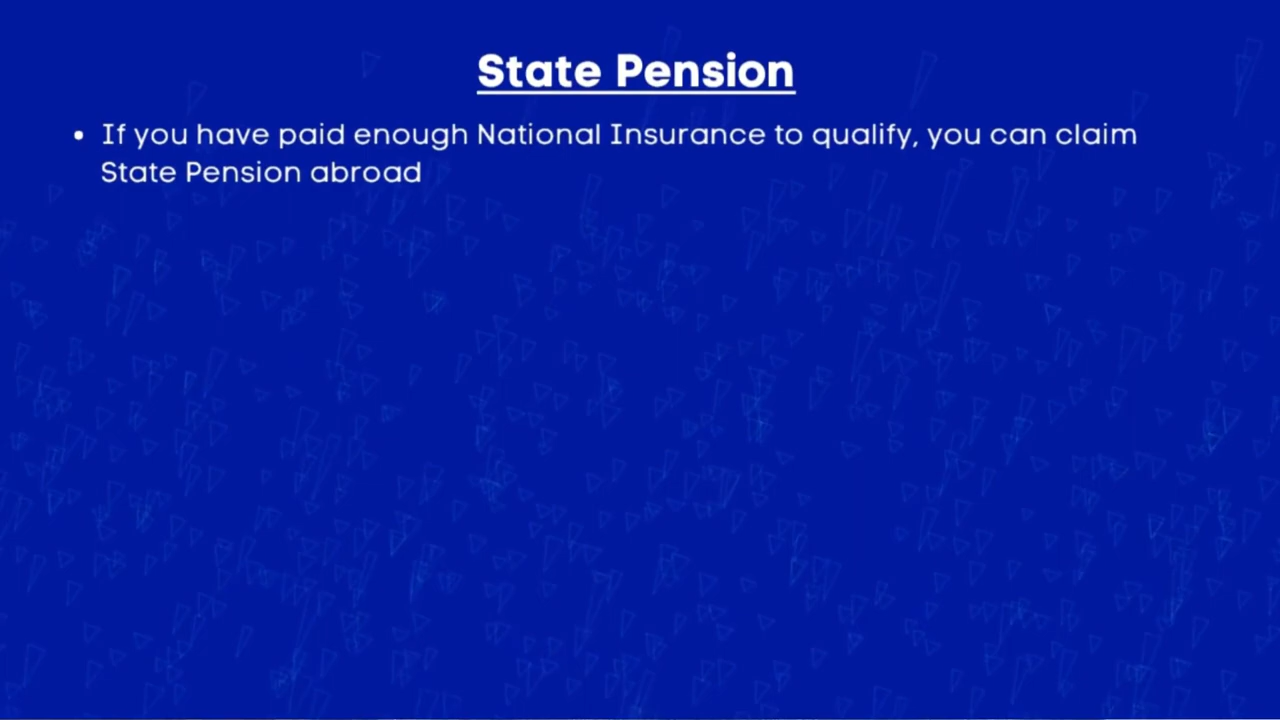 State Pension
• If you have paid enough National Insurance to qualify, you can claim
State Pension abroad